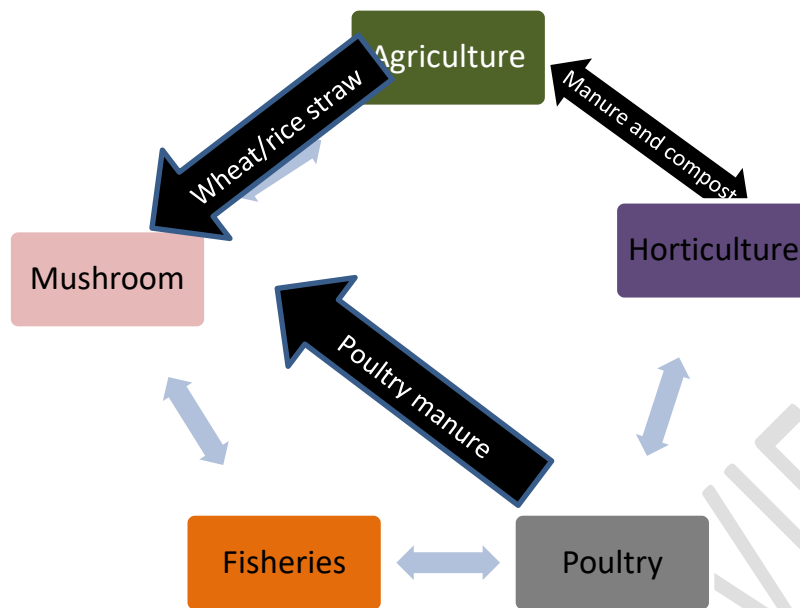 Agriculture
Wheat/rice straw
Manure and compost
Horticulture
Mushroom
Poultry manure
Fisheries
Poultry